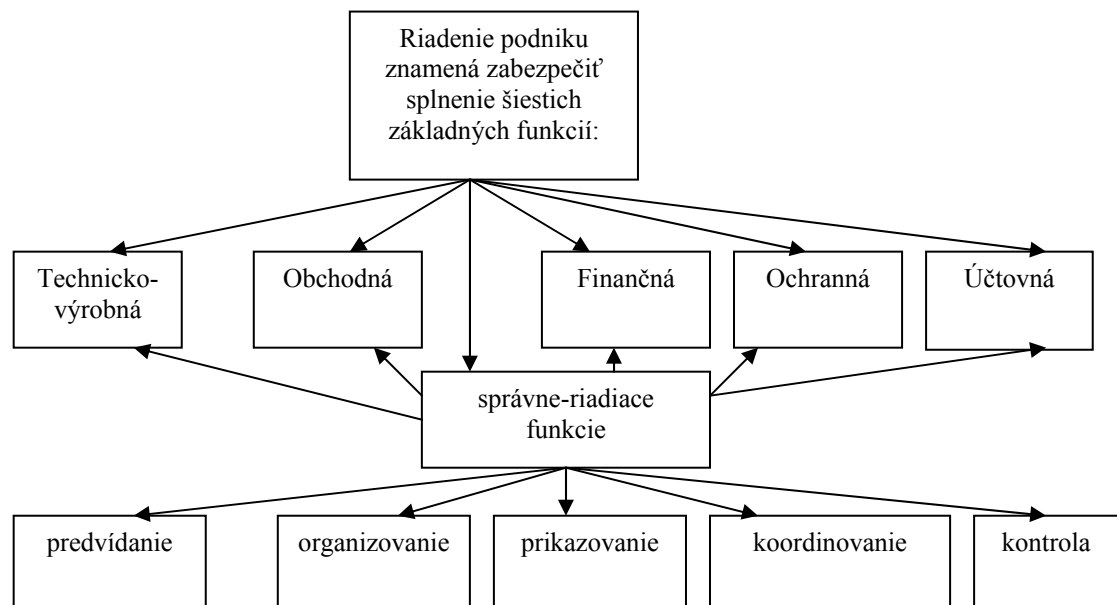 Riadenie podniku
znamená zabezpečiť
splnenie šiestich
základných funkcií:
Technicko-
výrobná
Obchodná
Finančná
Ochranná
Účtovná
správne-riadiace
funkcie
predvídanie
organizovanie
prikazovanie
koordinovanie
kontrola